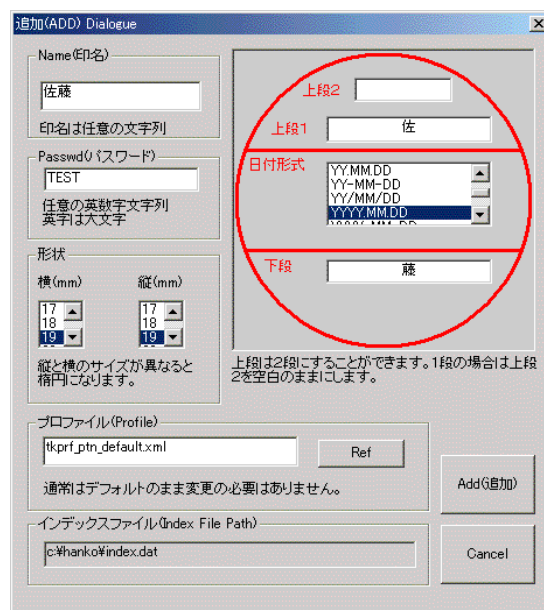 追加(ADD) Dialogue
Name(印名)
佐藤
印名は任意の文字列
Passwd(パスワード)
TEST
任意の英数字文字列
英字は大文字
形状
横(mm)
縦(mm)
17
18
19
17
18
19
縦と横のサイズが異なると
楕円になります。
上段2
上段1
佐
日付形式
YY.MM.DD
YY-MM-DD
YY/MM/DD
YYYY.MM.DD
下段
藤
上段は2段にすることができます。1段の場合は上段
2を空白のままにします。
プロファイル(Profile)
tkprf_ptn_default.xml
Ref
通常はデフォルトのまま変更の必要はありません。
インデックスファイル(Index File Path)
c:¥hanko¥index.dat
Add(追加)
Cancel